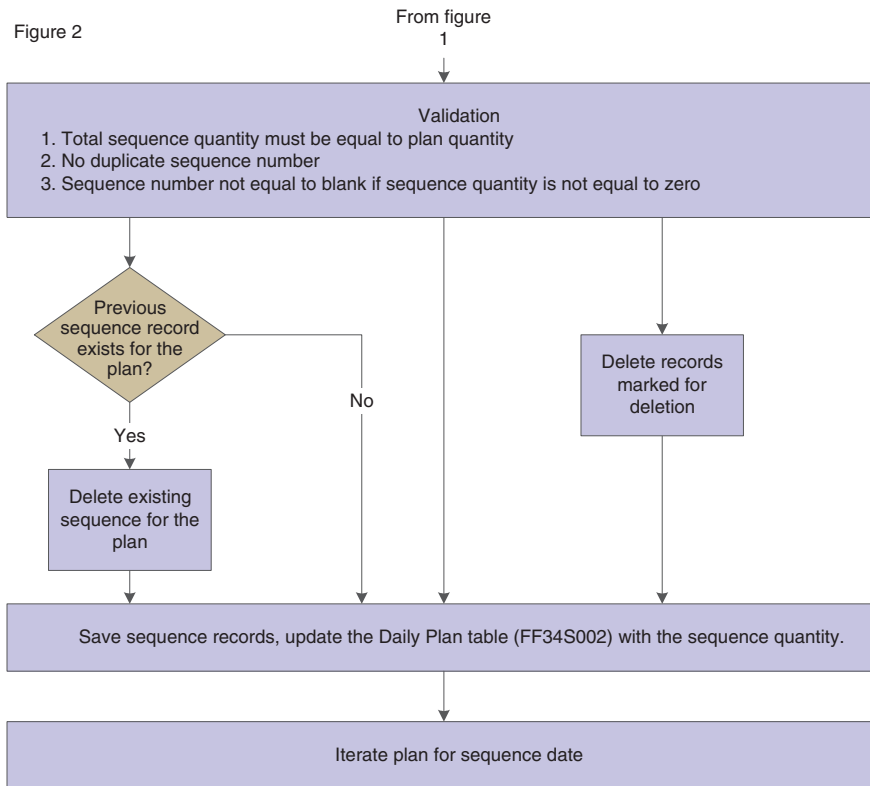 Figure 2
From figure
1
Validation
1. Total sequence quantity must be equal to plan quantity
2. No duplicate sequence number
3. Sequence number not equal to blank if sequence quantity is not equal to zero
Previous
sequence record
exists for the
plan?
No
Yes
Delete existing
sequence for the
plan
Delete records
marked for
deletion
Save sequence records, update the Daily Plan table (FF34S002) with the sequence quantity.
Iterate plan for sequence date